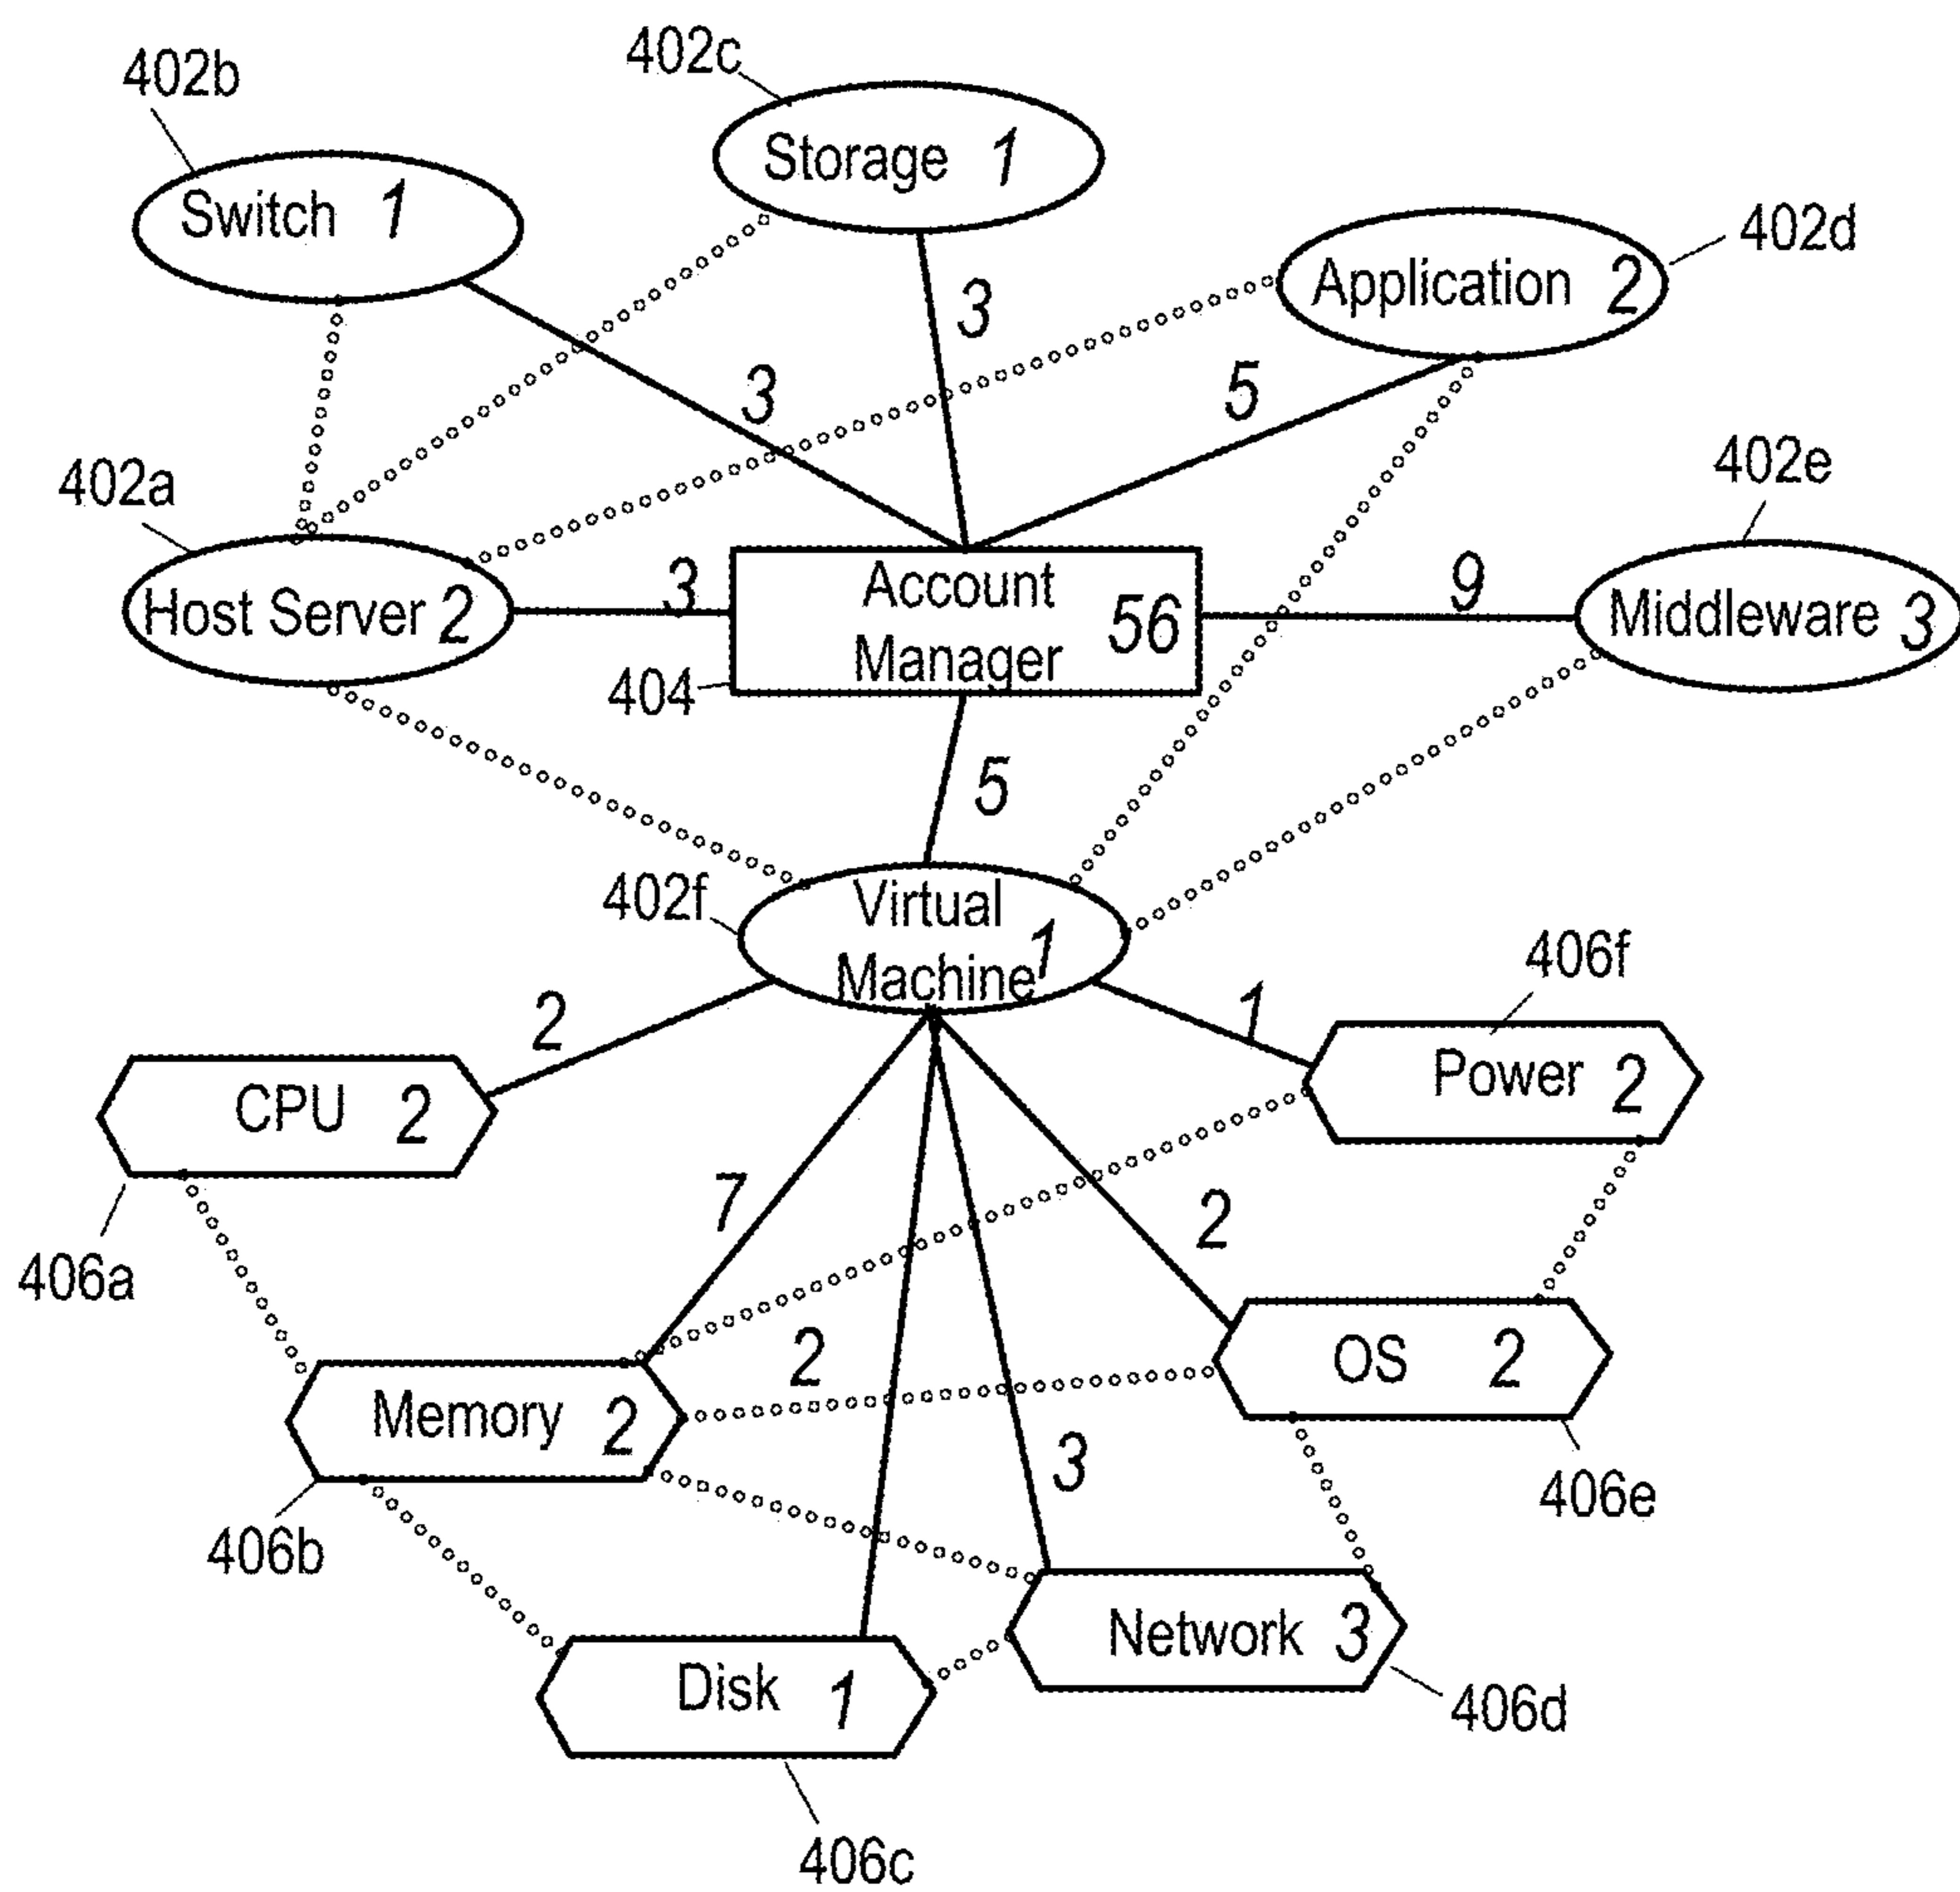 402c
402b
Storage 1
Switch 1
402d
Application 2
3
3
5
402e
402a
Host Server 2
3
Account
Manager
56
9
Middleware 3
404
5
402f
Virtual
Machine
1
406f
2
1
Power 2
CPU 2
7
2
406a
2
OS 2
Memory 2
3
406e
406b
Network 3
Disk 1
406d
406c